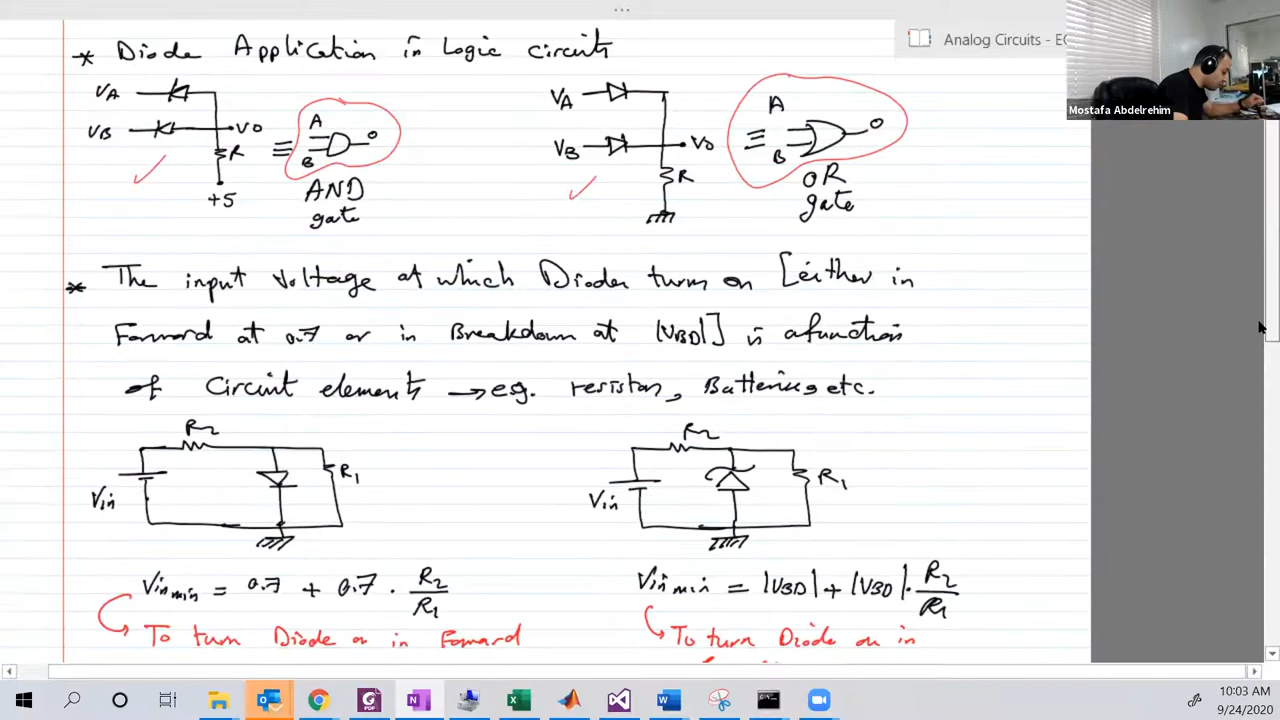 * Diode Application in Logic circuits
VA
VB
VO
R
+5
≡
A
B
O
AND
gate
VA
VB
VO
R
≡
A
B
O
OR
gate
* The input voltage at which Diodes turn on [either in
Forward at 0.7 or in Breakdown at |VBD|] is a function
of Circuit elements → e.g. resistors, Batteries, etc.
Vin
R2
R1
Vin
R2
R1
Vin min = 0.7 + 0.7 . R2/R1
To turn Diode on in Forward
Vin min = |VBD| + |VBD| . R2/R1
To turn Diode on in
Analog Circuits - EC
Mostafa Abdelrehim
10:03 AM
9/24/2020